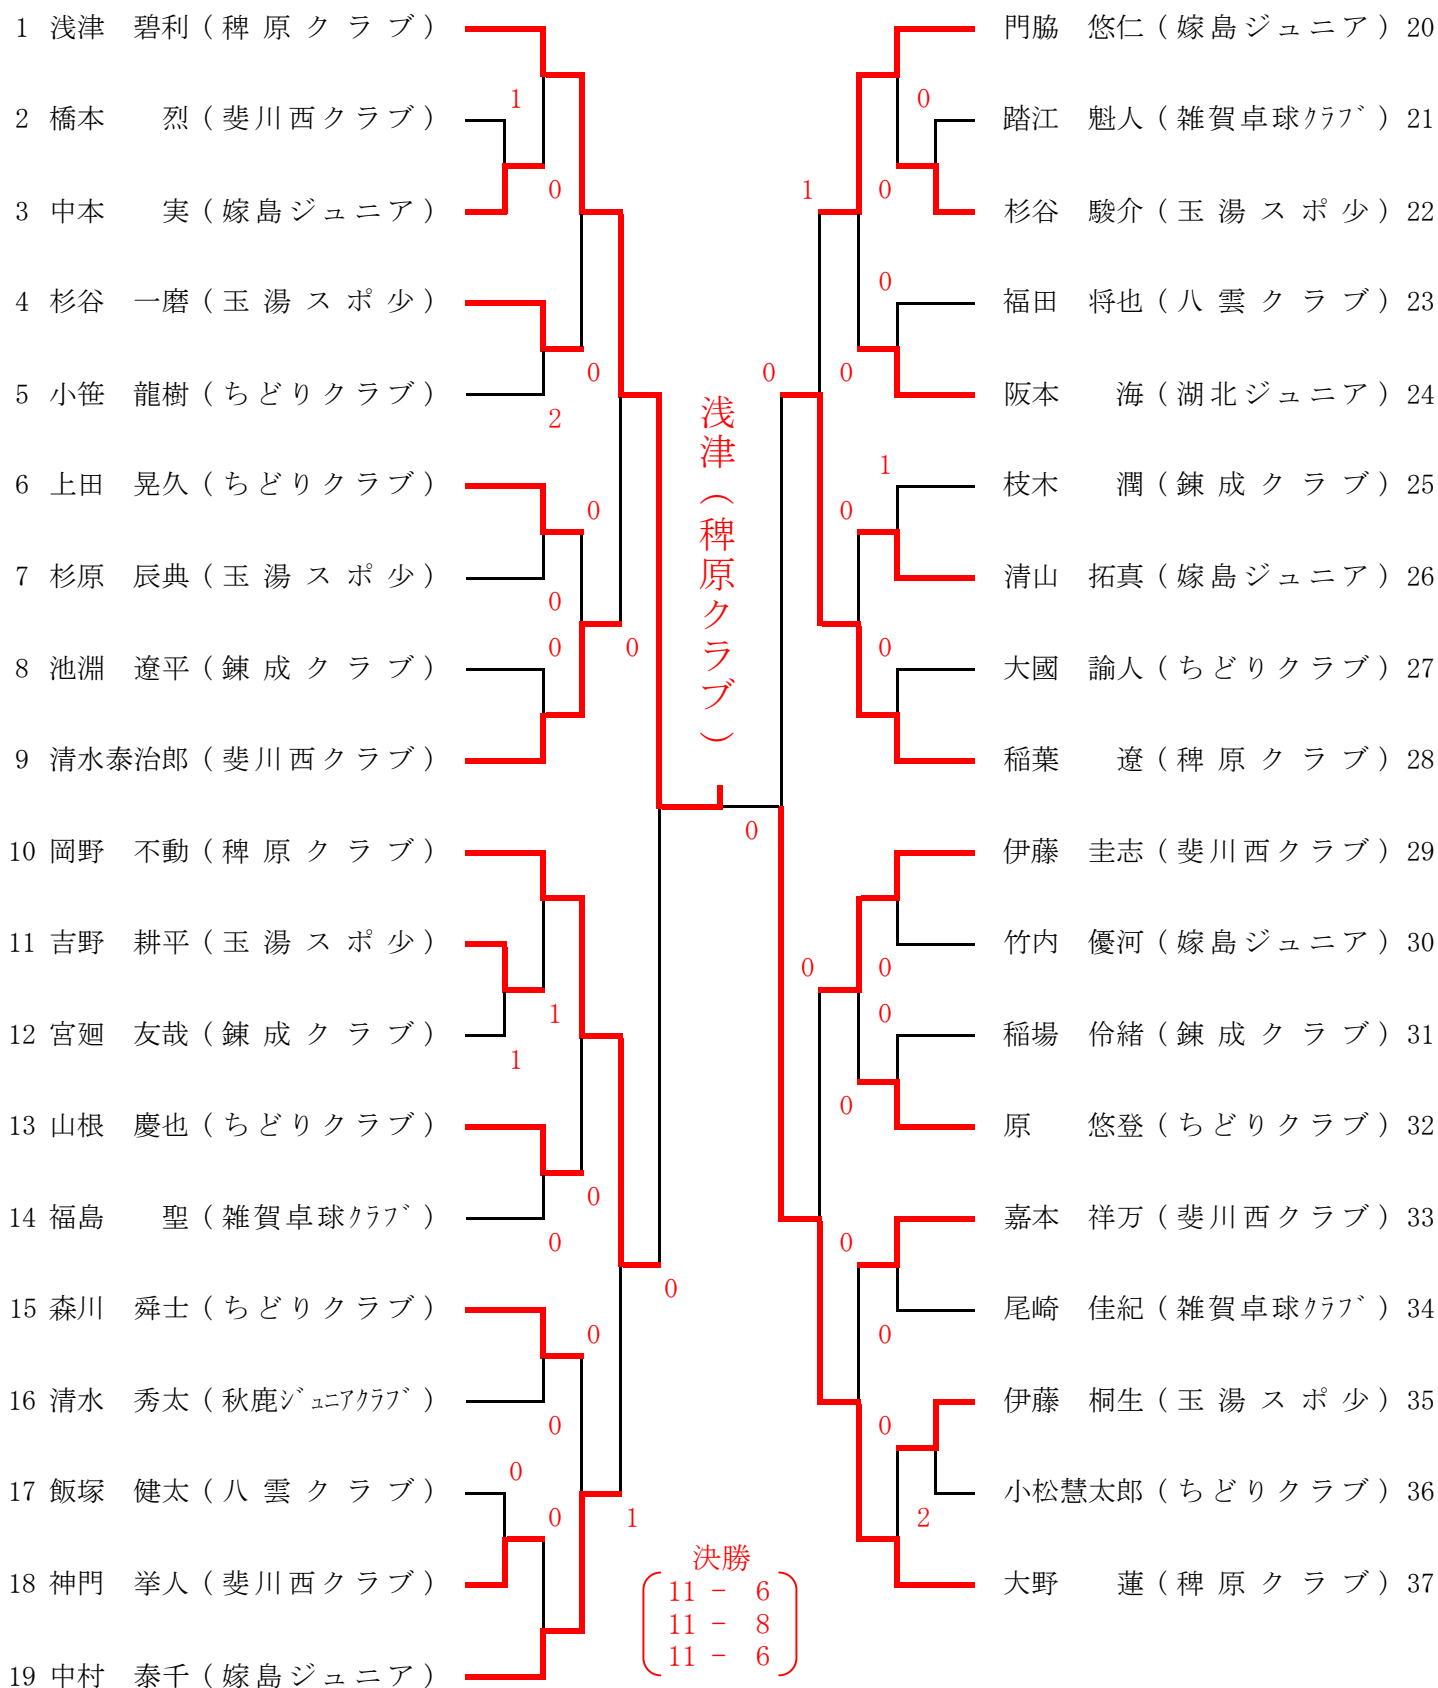 1 浅津 碧利 (稗原クラブ)
2 橋本 烈 (斐川西クラブ)
3 中本 実 (嫁島ジュニア)
4 杉谷 一磨 (玉湯スポ少)
5 小笹 龍樹 (ちどりクラブ)
6 上田 晃久 (ちどりクラブ)
7 杉原 辰典 (玉湯スポ少)
8 池淵 遼平 (錬成クラブ)
9 清水泰治郎 (斐川西クラブ)
10 岡野 不動 (稗原クラブ)
11 吉野 耕平 (玉湯スポ少)
12 宮廻 友哉 (錬成クラブ)
13 山根 慶也 (ちどりクラブ)
14 福島 聖 (雑賀卓球クラブ)
15 森川 舜士 (ちどりクラブ)
16 清水 秀太 (秋鹿ジュニアクラブ)
17 飯塚 健太 (八雲クラブ)
18 神門 挙人 (斐川西クラブ)
19 中村 泰千 (嫁島ジュニア)
1
0
0
2
0
0
0
0
1
1
0
0
0
0
0
0
1
0
浅津(稗原クラブ)
0
決勝
11 - 6
11 - 8
11 - 6
0
1
0
0
0
0
1
0
0
0
0
0
0
0
0
0
2
門脇 悠仁 (嫁島ジュニア) 20
踏江 魁人 (雑賀卓球クラブ) 21
杉谷 駿介 (玉湯スポ少) 22
福田 将也 (八雲クラブ) 23
阪本 海 (湖北ジュニア) 24
枝木 潤 (錬成クラブ) 25
清山 拓真 (嫁島ジュニア) 26
大國 諭人 (ちどりクラブ) 27
稲葉 遼 (稗原クラブ) 28
伊藤 圭志 (斐川西クラブ) 29
竹内 優河 (嫁島ジュニア) 30
稲場 伶緒 (錬成クラブ) 31
原 悠登 (ちどりクラブ) 32
嘉本 祥万 (斐川西クラブ) 33
尾崎 佳紀 (雑賀卓球クラブ) 34
伊藤 桐生 (玉湯スポ少) 35
小松慧太郎 (ちどりクラブ) 36
大野 蓮 (稗原クラブ) 37